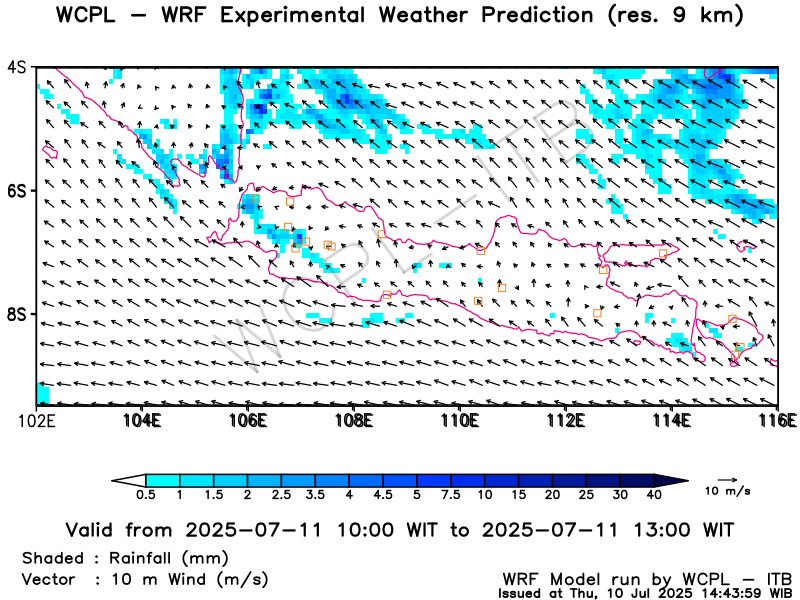 WCPL – WRF Experimental Weather Prediction (res. 9 km)
4S
6S
8S
102E 104E 106E 108E 110E 112E 114E 116E
WCPL-ITB
0.5 1 1.5 2 2.5 3.5 4 4.5 5 7.5 10 15 20 25 30 40
10 m/s
Valid from 2025-07-11 10:00 WIT to 2025-07-11 13:00 WIT
Shaded : Rainfall (mm)
Vector : 10 m Wind (m/s)
WRF Model run by WCPL – ITB
Issued at Thu, 10 Jul 2025 14:43:59 WIB